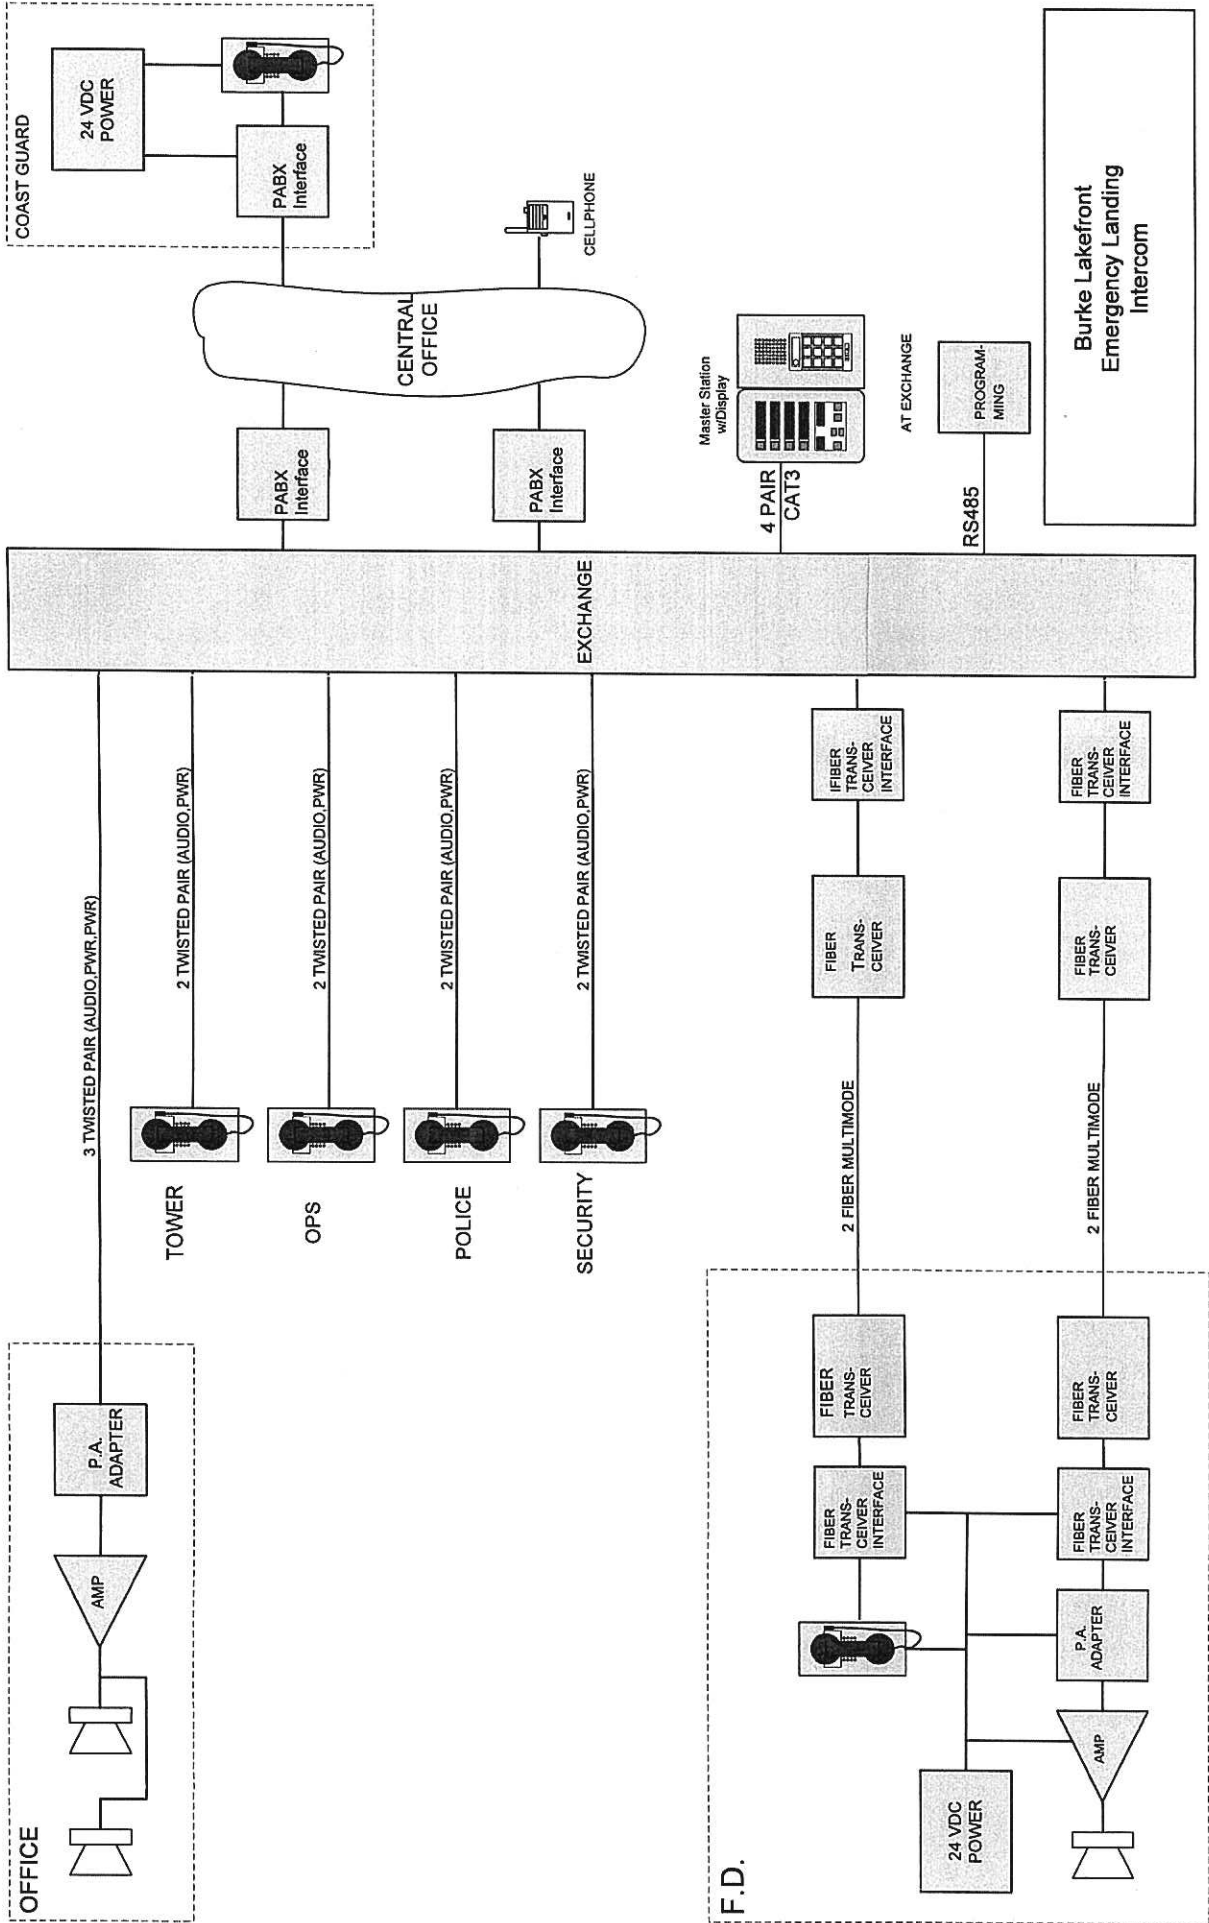 OFFICE
AMP
P.A.
ADAPTER
3 TWISTED PAIR (AUDIO,PWR,PWR)
TOWER
2 TWISTED PAIR (AUDIO,PWR)
OPS
2 TWISTED PAIR (AUDIO,PWR)
POLICE
2 TWISTED PAIR (AUDIO,PWR)
SECURITY
2 TWISTED PAIR (AUDIO,PWR)
F.D.
24 VDC
POWER
AMP
P.A.
ADAPTER
FIBER
TRANS-
CEIVER
INTERFACE
FIBER
TRANS-
CEIVER
INTERFACE
FIBER
TRANS-
CEIVER
FIBER
TRANS-
CEIVER
2 FIBER MULTIMODE
2 FIBER MULTIMODE
FIBER
TRANS-
CEIVER
FIBER
TRANS-
CEIVER
IFIBER
TRANS-
CEIVER
INTERFACE
FIBER
TRANS-
CEIVER
INTERFACE
EXCHANGE
PABX
Interface
PABX
Interface
CENTRAL
OFFICE
COAST GUARD
24 VDC
POWER
PABX
Interface
CELLPHONE
4 PAIR
CAT3
Master Station
w/Display
RS485
AT EXCHANGE
PROGRAM-
MING
Burke Lakefront
Emergency Landing
Intercom